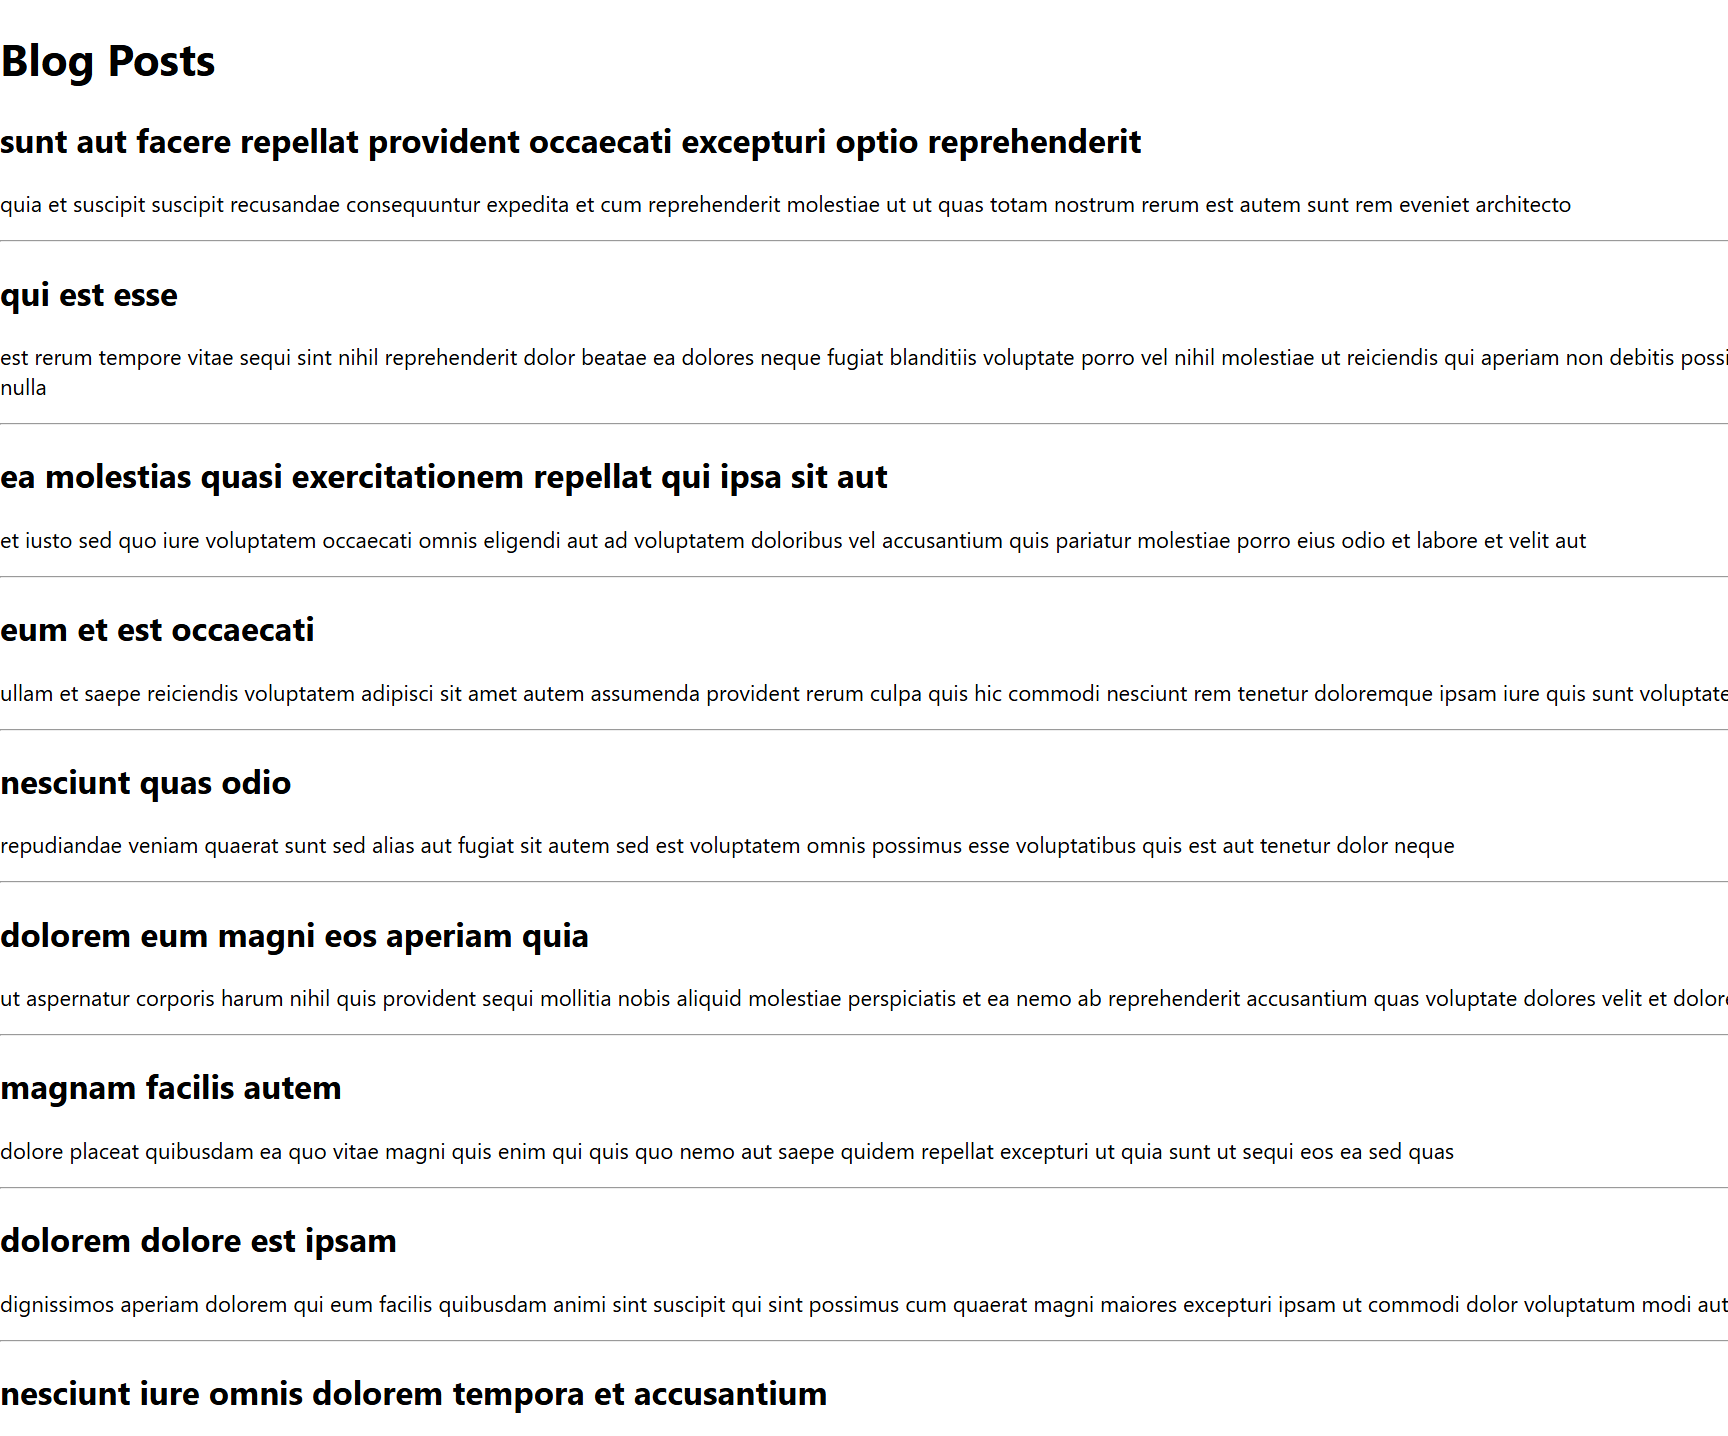 Blog Posts
sunt aut facere repellat provident occaecati excepturi optio reprehenderit
quia et suscipit suscipit recusandae consequuntur expedita et cum reprehenderit molestiae ut ut quas totam nostrum rerum est autem sunt rem eveniet architecto
qui est esse
est rerum tempore vitae sequi sint nihil reprehenderit dolor beatae ea dolores neque fugiat blanditiis voluptate porro vel nihil molestiae ut reiciendis qui aperiam non debitis
nulla
ea molestias quasi exercitationem repellat qui ipsa sit aut
et iusto sed quo iure voluptatem occaecati omnis eligendi aut ad voluptatem doloribus vel accusantium quis pariatur molestiae porro eius odio et labore et velit aut
eum et est occaecati
ullam et saepe reiciendis voluptatem adipisci sit amet autem assumenda provident rerum culpa quis hic commodi nesciunt rem tenetur doloremque ipsam iure quis sunt voluptate
nesciunt quas odio
repudiandae veniam quaerat sunt sed alias aut fugiat sit autem sed est voluptatem omnis possimus esse voluptatibus quis est aut tenetur dolor neque
dolorem eum magni eos aperiam quia
ut aspernatur corporis harum nihil quis provident sequi mollitia nobis aliquid molestiae perspiciatis et ea nemo ab reprehenderit accusantium quas voluptate dolores velit et
magnam facilis autem
dolore placeat quibusdam ea quo vitae magni quis enim qui quis quo nemo aut saepe quidem repellat excepturi ut quia sunt ut sequi eos ea sed quas
dolorem dolore est ipsam
dignissimos aperiam dolorem qui eum facilis quibusdam animi sint suscipit qui sint possimus cum quaerat magni maiores excepturi ipsam ut commodi dolor voluptatum modi aut
nesciunt iure omnis dolorem tempora et accusantium